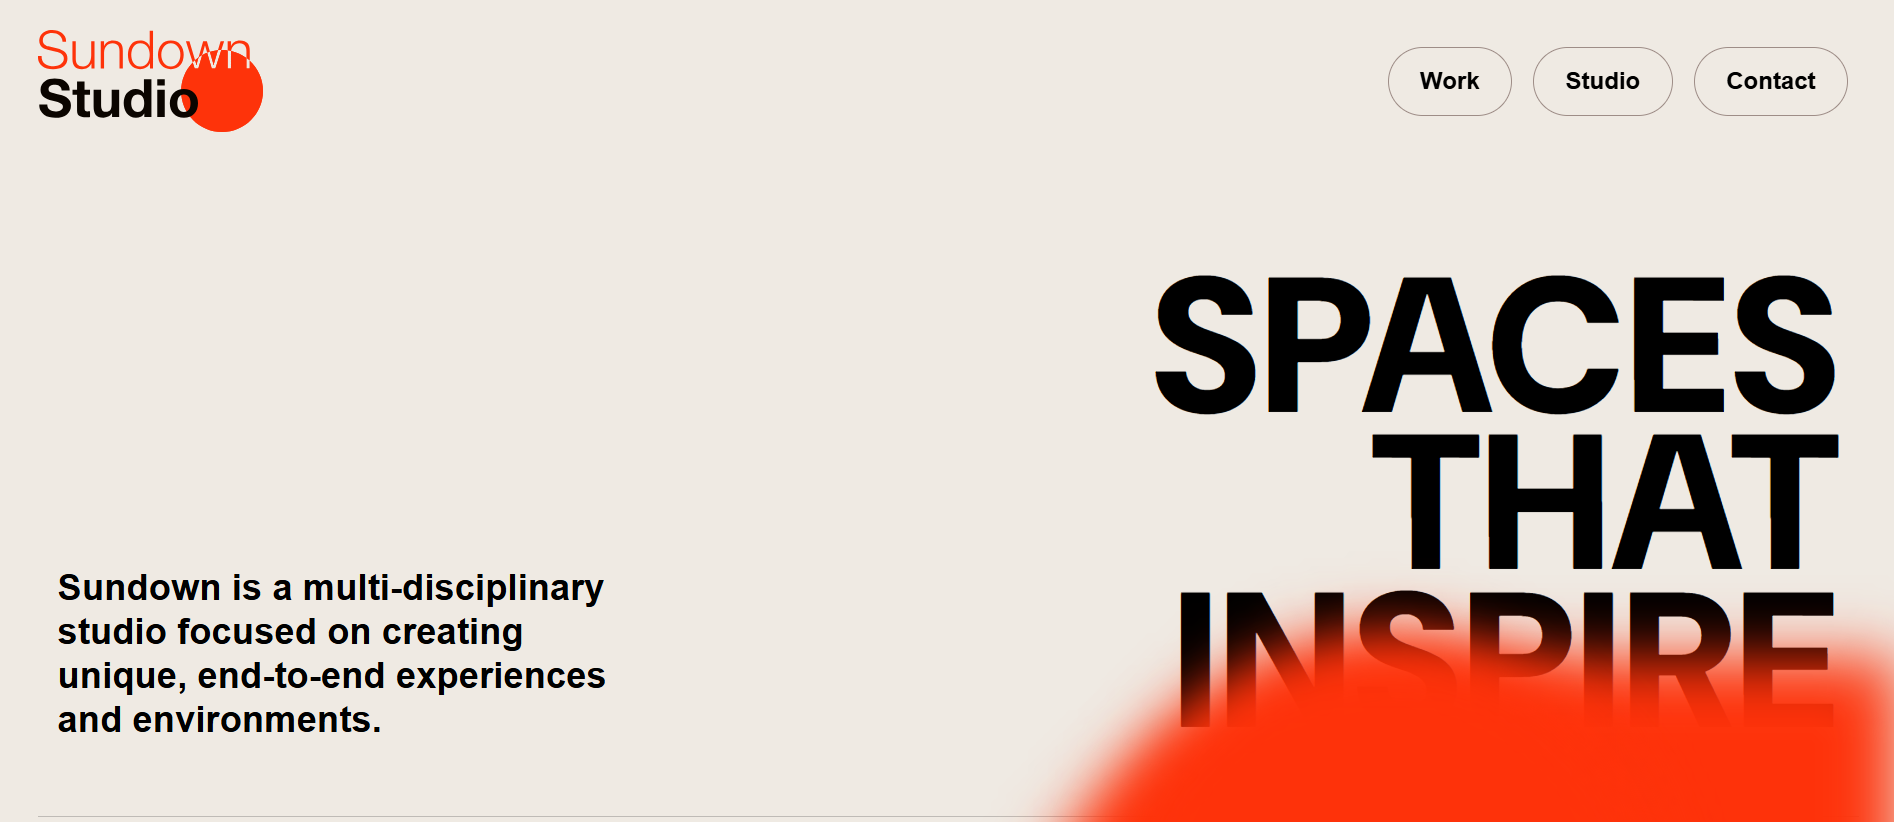 Sundown
Studio
Work
Studio
Contact
SPACES
THAT
INSPIRE
Sundown is a multi-disciplinary
studio focused on creating
unique, end-to-end experiences
and environments.